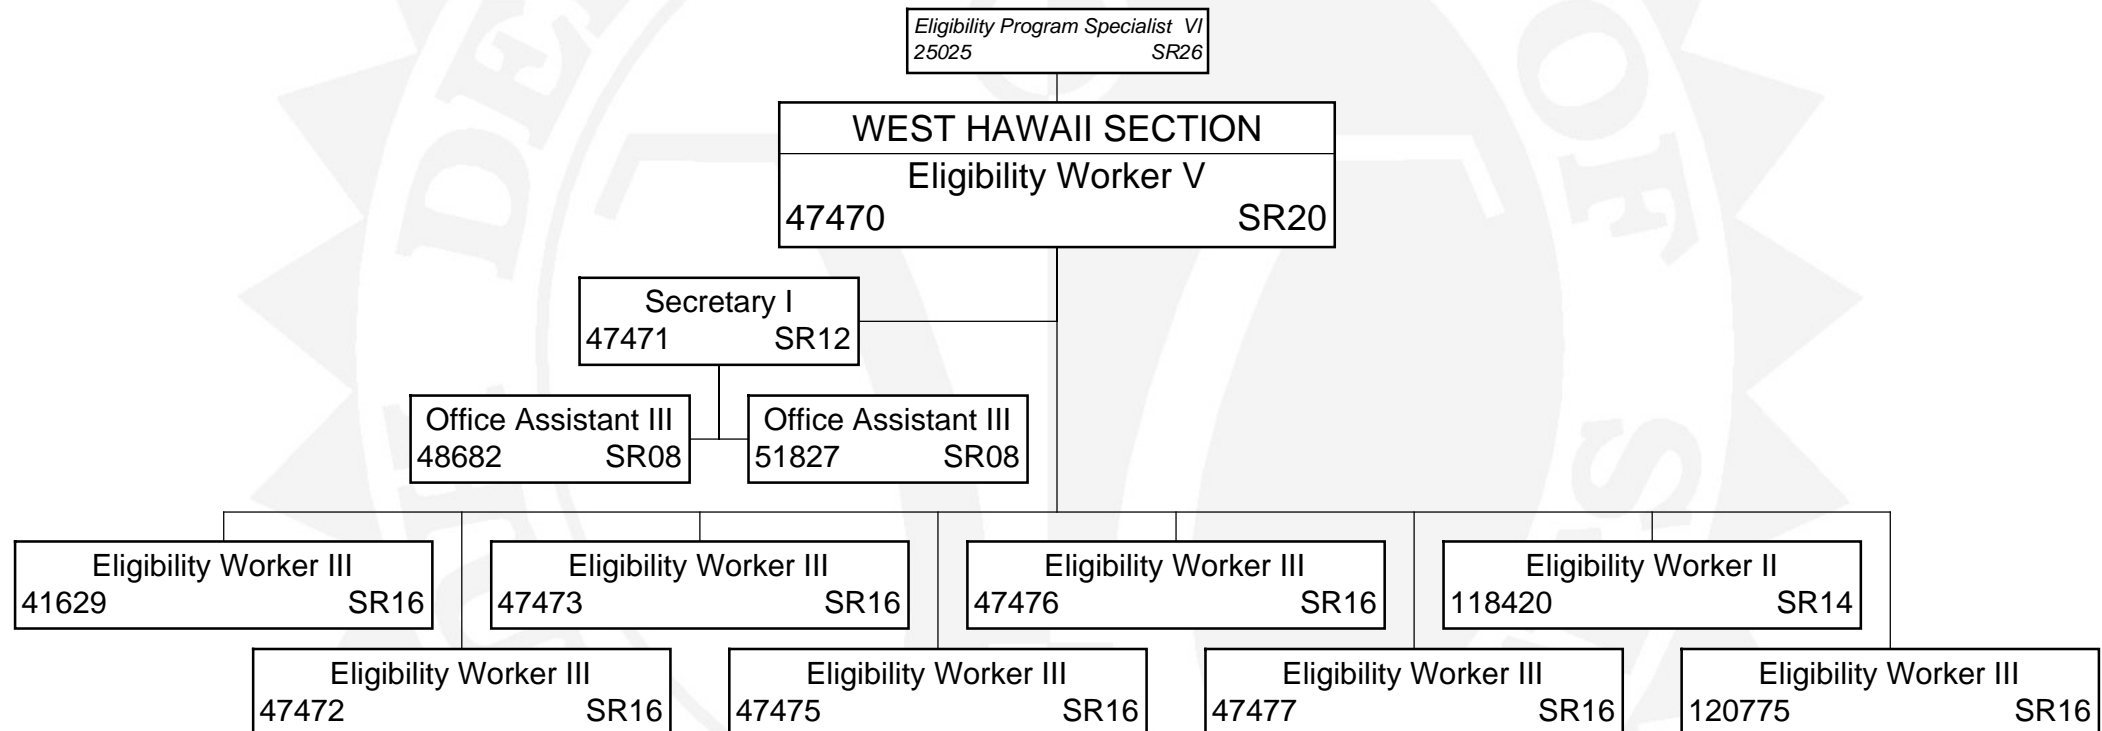 Eligibility Program Specialist VI
25025 SR26
WEST HAWAII SECTION
Eligibility Worker V
47470 SR20
Secretary I
47471 SR12
Office Assistant III
48682 SR08
Office Assistant III
51827 SR08
Eligibility Worker III
41629 SR16
Eligibility Worker III
47473 SR16
Eligibility Worker III
47476 SR16
Eligibility Worker II
118420 SR14
Eligibility Worker III
47472 SR16
Eligibility Worker III
47475 SR16
Eligibility Worker III
47477 SR16
Eligibility Worker III
120775 SR16